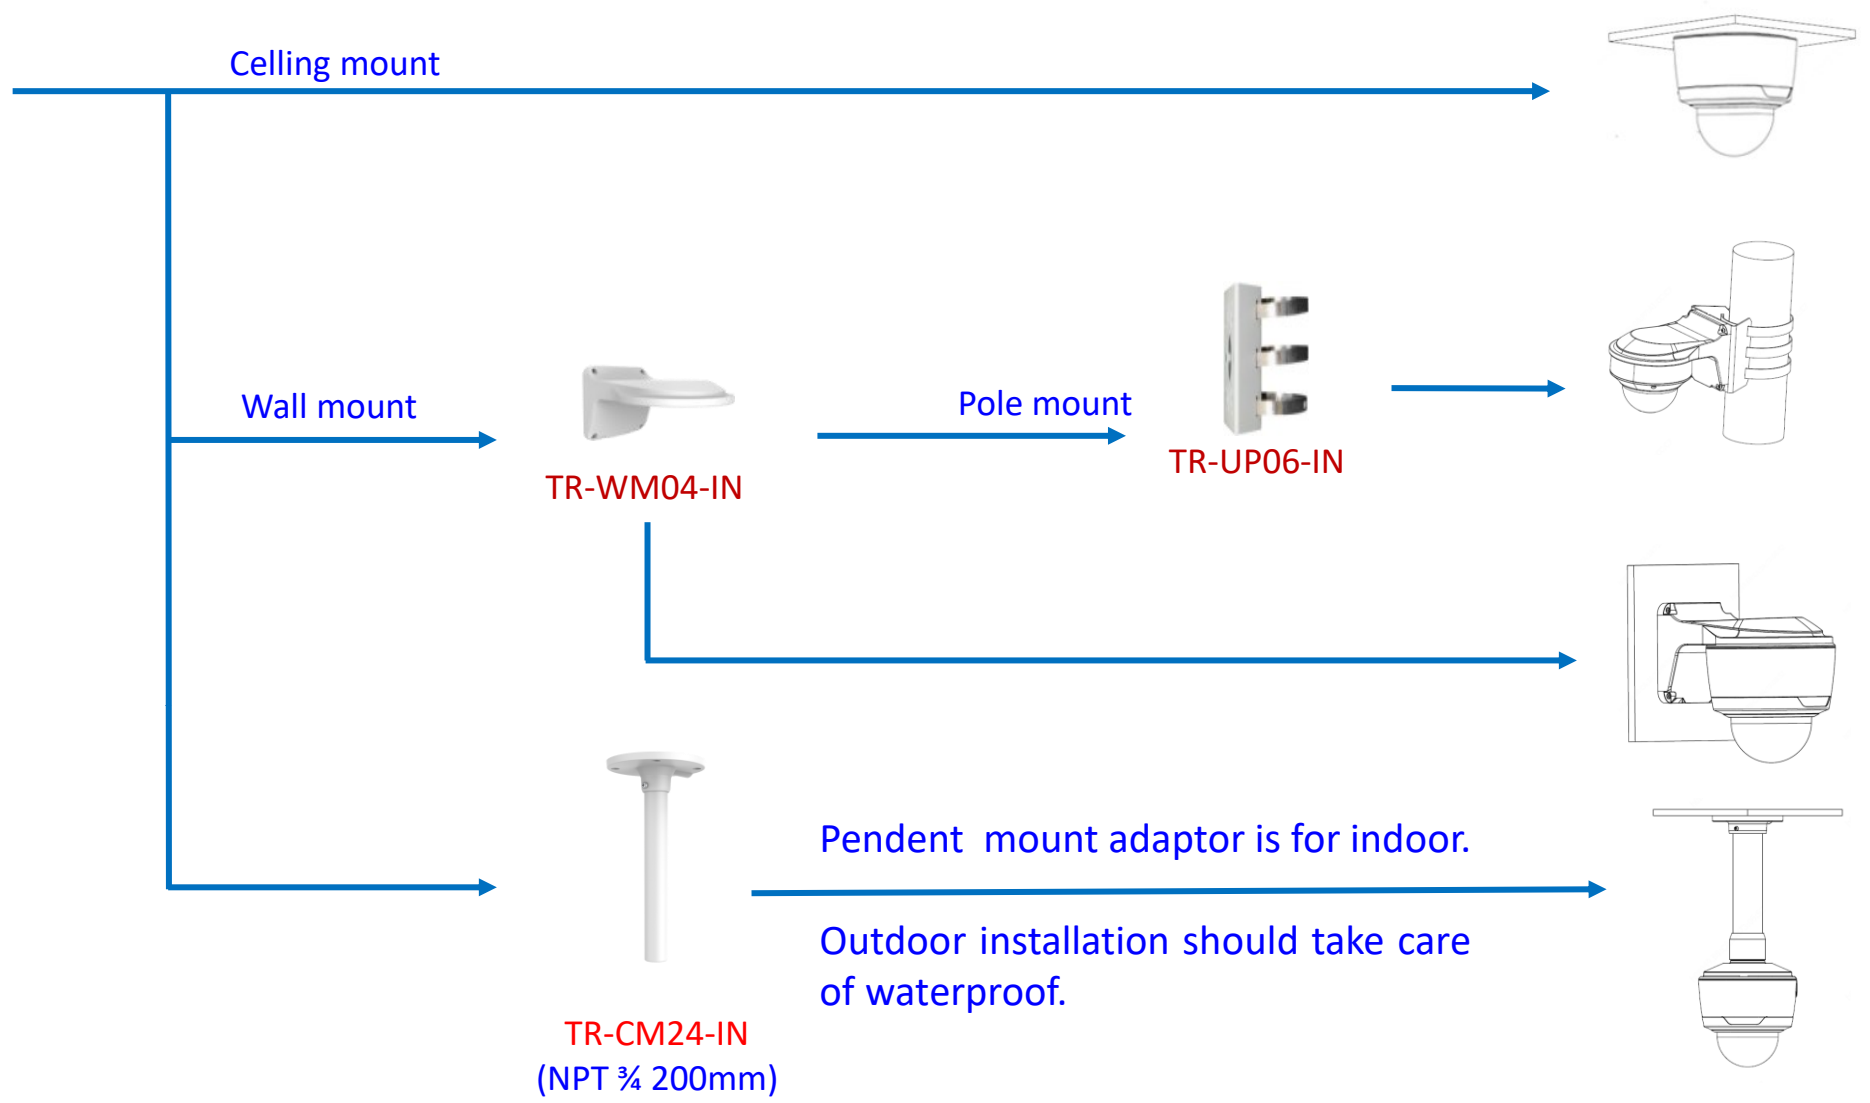 Celling mount
Wall mount
Pole mount
TR-UP06-IN
TR-WM04-IN
Pendent mount adaptor is for indoor.
Outdoor installation should take care
of waterproof.
TR-CM24-IN
(NPT ¾ 200mm)